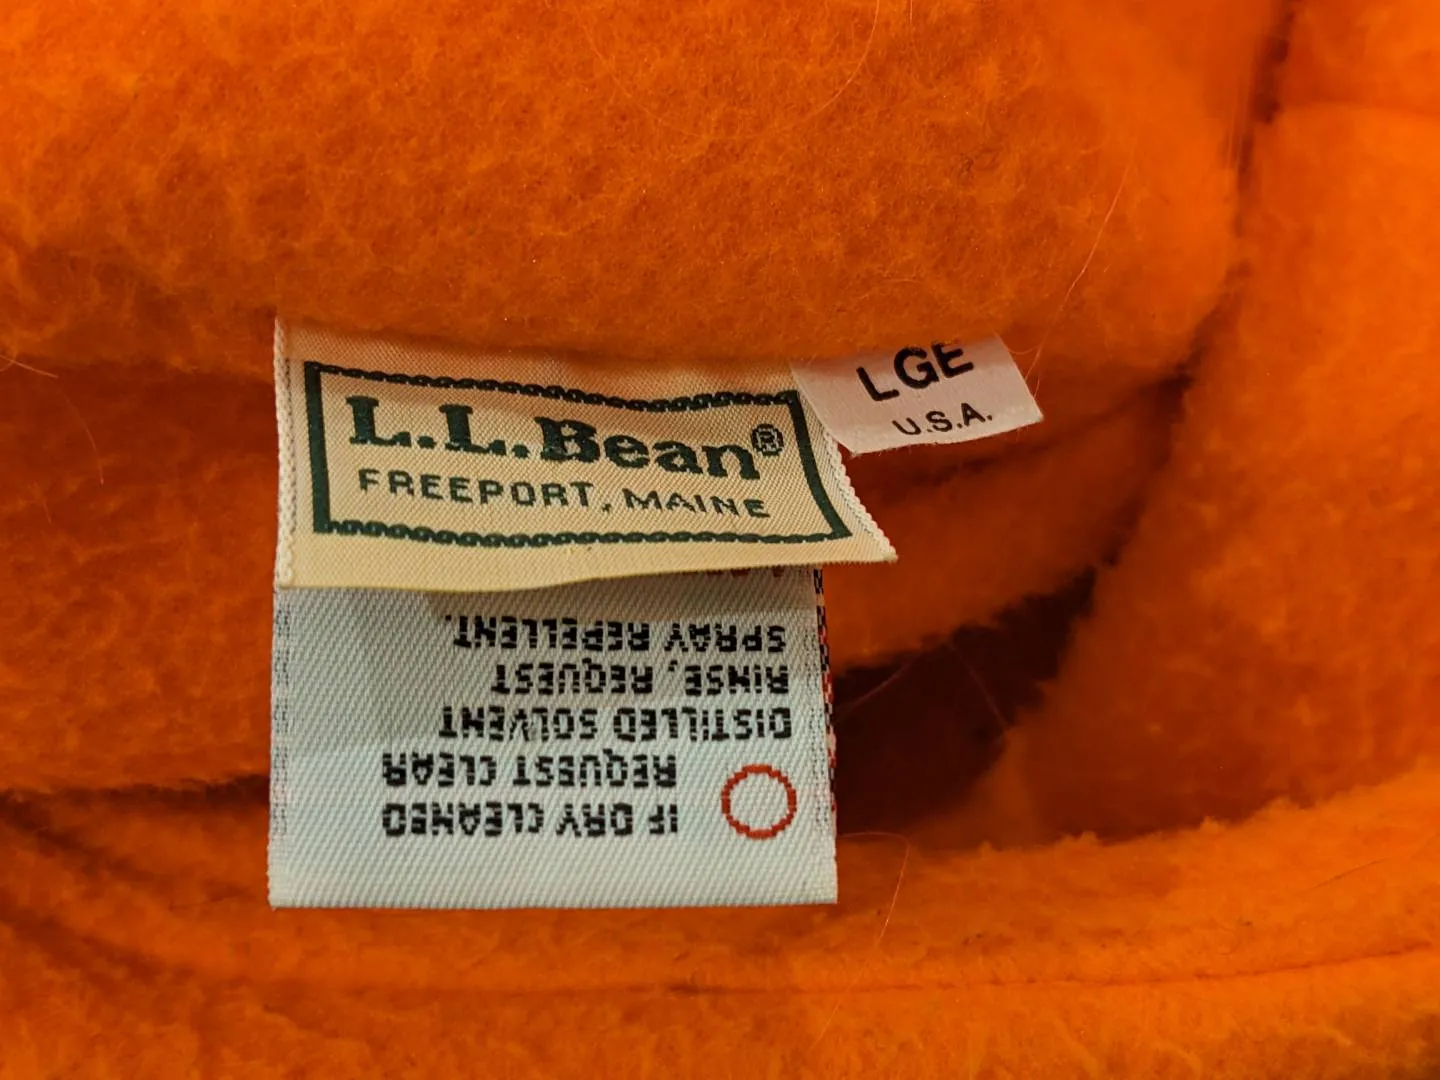 L.L.Bean®
FREEPORT, MAINE
LGE
U.S.A.
IF DRY CLEANED
REQUEST CLEAR
DISTILLED SOLVENT
RINSE, REQUEST
SPRAY REPELLENT.